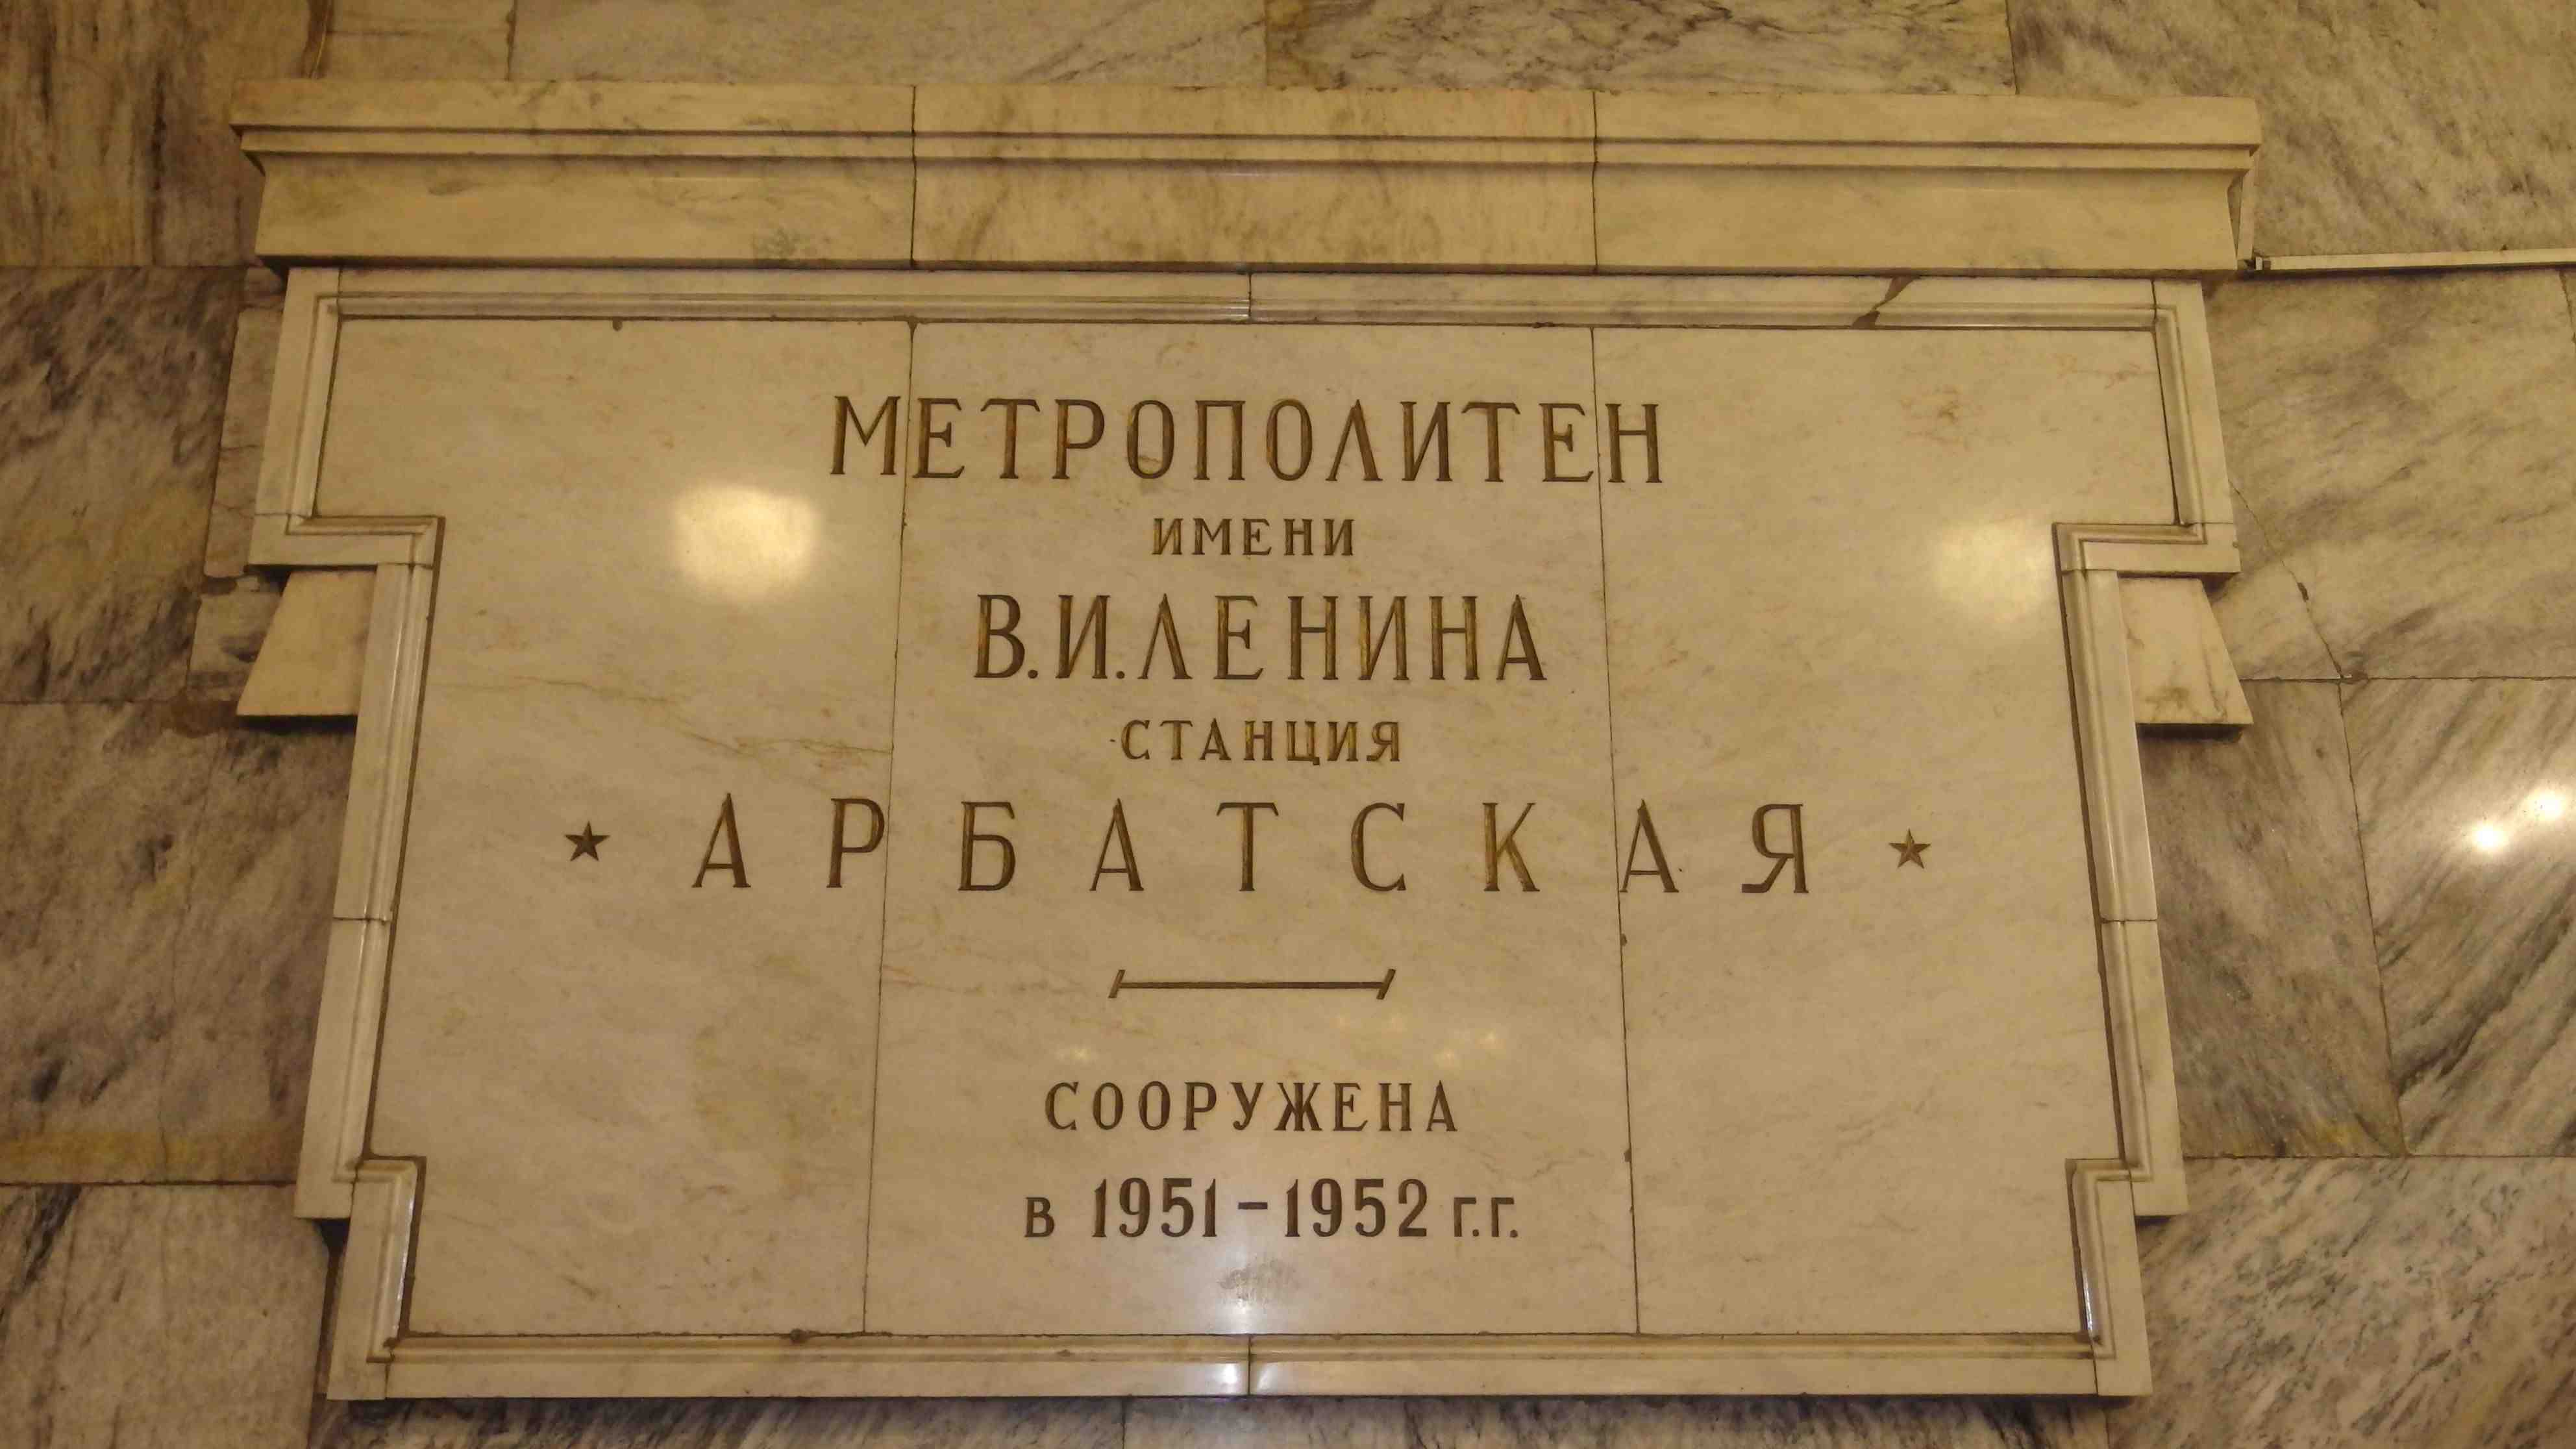 МЕТРОПОЛИТЕН
ИМЕНИ
В.И.ЛЕНИНА
СТАНЦИЯ
★ АРБАТСКАЯ ★
СООРУЖЕНА
в 1951-1952 г.г.